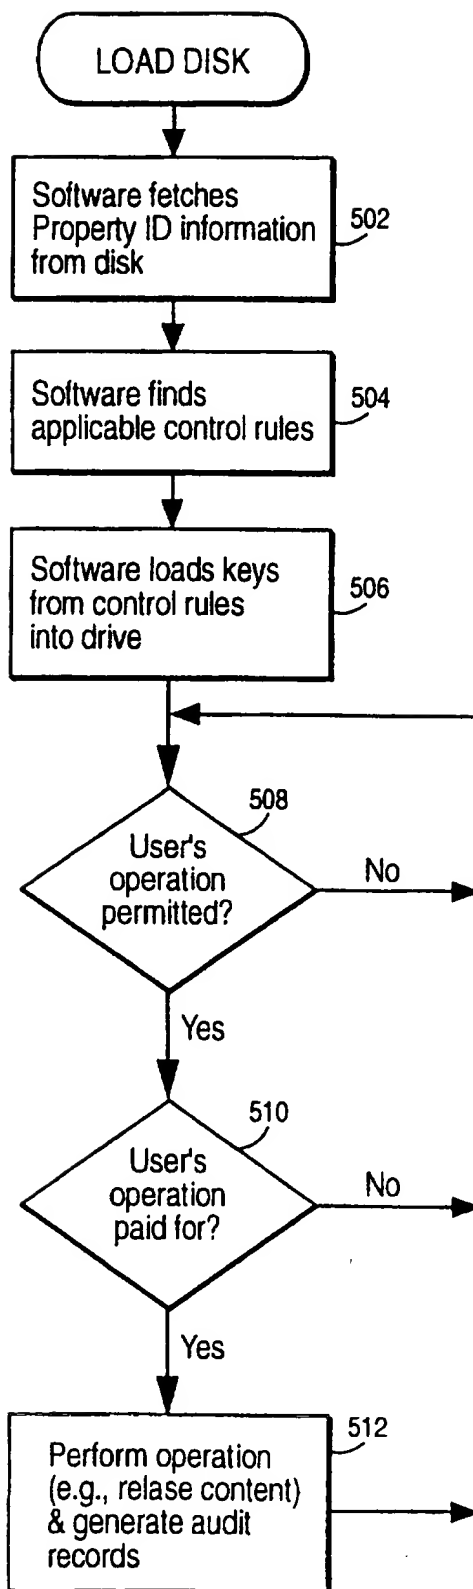 LOAD DISK
Software fetches
Property ID information
from disk
502
Software finds
applicable control rules
504
Software loads keys
from control rules
into drive
506
508
User's
operation
permitted?
No
Yes
510
User's
operation
paid for?
No
Yes
512
Perform operation
(e.g., relase content)
& generate audit
records